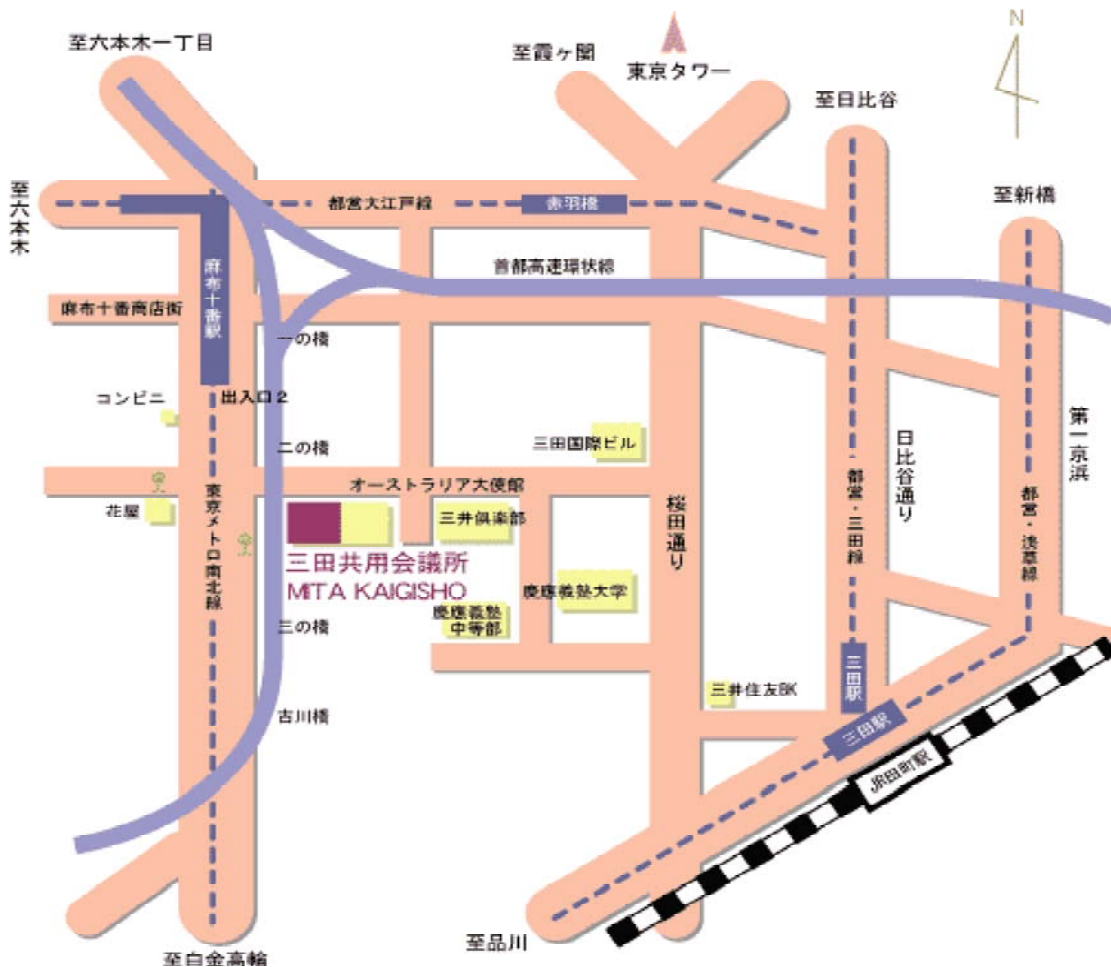 N
至六本木一丁目
至霞ヶ関
東京タワー
至日比谷
至六本木
都営大江戸線
赤羽橋
至新橋
麻布十番駅
首都高速環状線
麻布十番商店街
一の橋
コンビニ
出入口2
第一京浜
二の橋
三田国際ビル
日比谷通り
オーストラリア大使館
花屋
東京メトロ南北線
三井倶楽部
桜田通り
都営・三田線
都営・浅草線
三田共用会議所
MITA KAIGISHO
慶應義塾大学
慶應義塾
中等部
三の橋
三田駅
三井住友BK
古川橋
三田駅
JR田町駅
至品川
至白金高輪